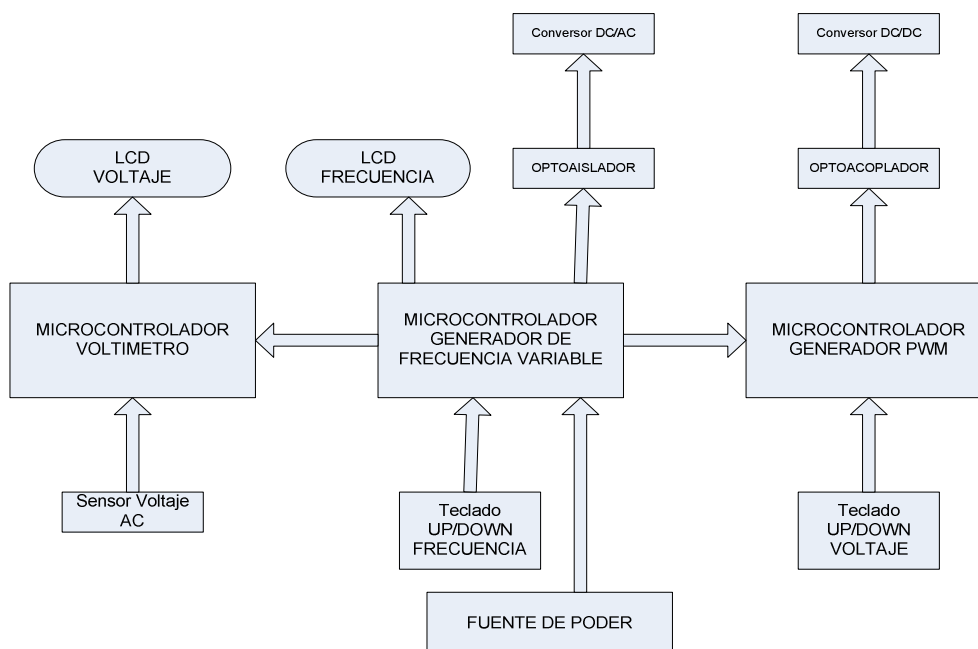 Conversor DC/AC
Conversor DC/DC
LCD
VOLTAJE
LCD
FRECUENCIA
OPTOAISLADOR
OPTOACOPLADOR
MICROCONTROLADOR
VOLTIMETRO
MICROCONTROLADOR
GENERADOR DE
FRECUENCIA VARIABLE
MICROCONTROLADOR
GENERADOR PWM
Sensor Voltaje
AC
Teclado
UP/DOWN
FRECUENCIA
Teclado
UP/DOWN
VOLTAJE
FUENTE DE PODER